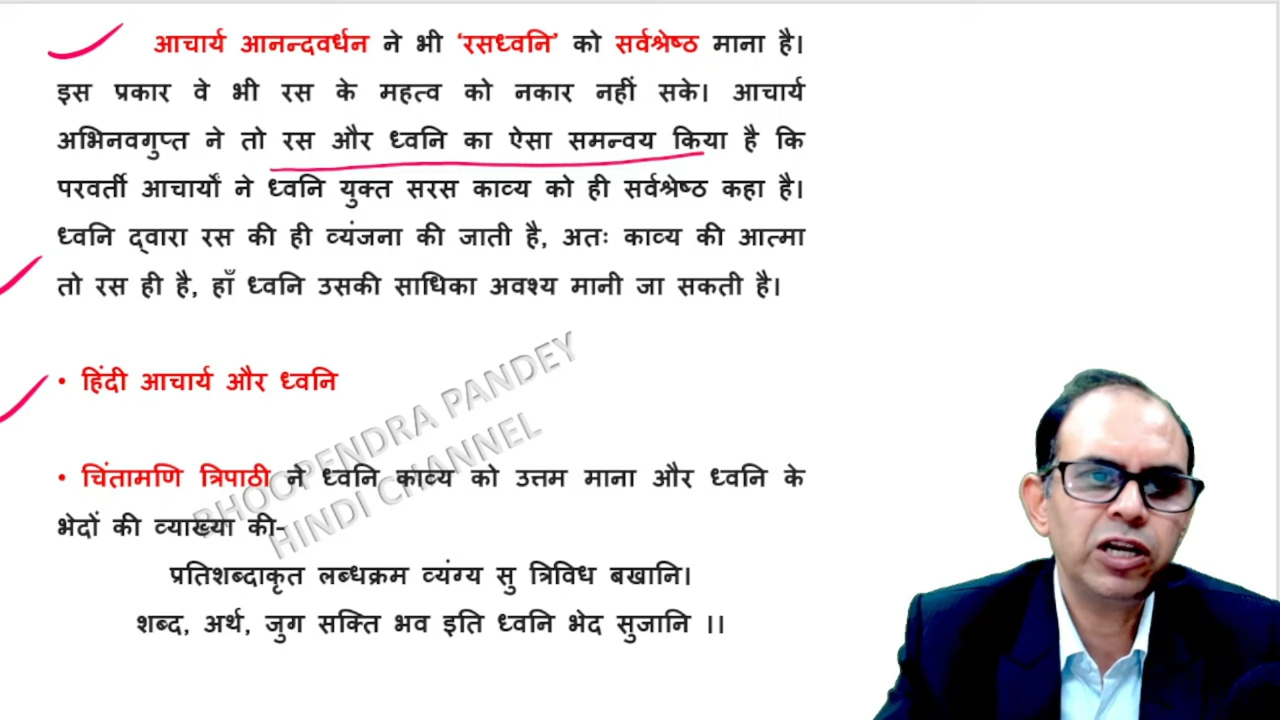 आचार्य आनन्दवर्धन ने भी ‘रसध्वनि’ को सर्वश्रेष्ठ माना है।
इस प्रकार वे भी रस के महत्व को नकार नहीं सके। आचार्य
अभिनवगुप्त ने तो रस और ध्वनि का ऐसा समन्वय किया है कि
परवर्ती आचार्यों ने ध्वनि युक्त सरस काव्य को ही सर्वश्रेष्ठ कहा है।
ध्वनि द्वारा रस की ही व्यंजना की जाती है, अतः काव्य की आत्मा
तो रस ही है, हाँ ध्वनि उसकी साधिका अवश्य मानी जा सकती है।
• हिंदी आचार्य और ध्वनि
• चिंतामणि त्रिपाठी ने ध्वनि काव्य को उत्तम माना और ध्वनि के
भेदों की व्याख्या की-
प्रतिशब्दाकृत लब्धक्रम व्यंग्य सु त्रिविध बखानि।
शब्द, अर्थ, जुग सक्ति भव इति ध्वनि भेद सुजानि ।।
BHOOPENDRA PANDEY
HINDI CHANNEL